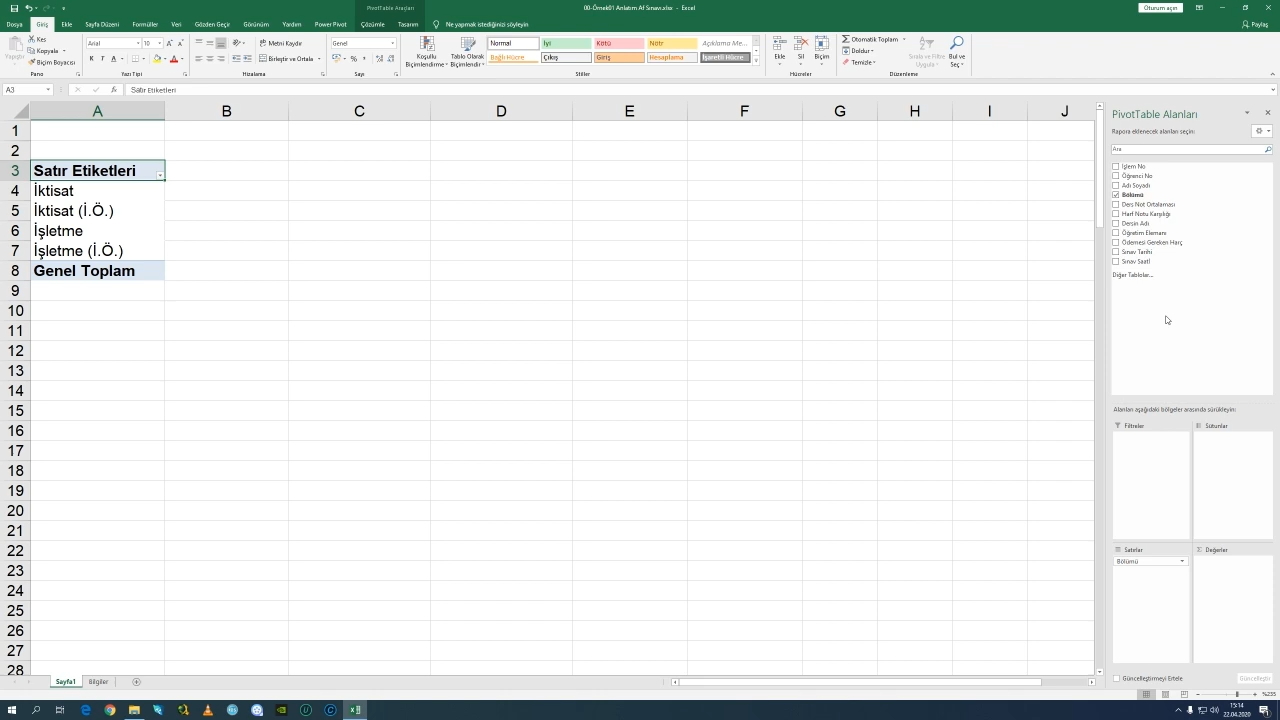 PivotTable Araçları
00-Örnek01 Anlatım Af Sınavı.xlsx - Excel
Oturum açın
Dosya Giriş Ekle Sayfa Düzeni Formüller Veri Gözden Geçir Görünüm Yardım Power Pivot Çözümle Tasarım Ne yapmak istediğinizi söyleyin Paylaş
Kes
Kopyala
Biçim Boyacısı
Pano
Arial 10
Yazı Tipi
Metni Kaydır
Birleştir ve Ortala
Hizalama
Genel
Sayı
Koşullu Biçimlendirme
Tablo Olarak Biçimlendir
Normal İyi Kötü Nötr Açıklama Me...
Bağlı Hücre Çıkış Giriş Hesaplama İşaretli Hücre
Stiller
Ekle Sil Biçim
Hücreler
Otomatik Toplam
Doldur
Temizle
Sırala ve Filtre Uygula
Bul ve Seç
Düzenleme
A3 Satır Etiketleri
A B C D E F G H I J
1
2
3 Satır Etiketleri
4 İktisat
5 İktisat (İ.Ö.)
6 İşletme
7 İşletme (İ.Ö.)
8 Genel Toplam
9
10
11
12
13
14
15
16
17
18
19
20
21
22
23
24
25
26
27
28
PivotTable Alanları
Rapora eklenecek alanları seçin:
Ara
İşlem No
Öğrenci No
Adı Soyadı
Bölümü
Ders Not Ortalaması
Harf Notu Karşılığı
Dersin Adı
Öğretim Elemanı
Ödemesi Gereken Harç
Sınav Tarihi
Sınav Saati
Diğer Tablolar...
Alanları aşağıdaki bölgeler arasında sürükleyin:
Filtreler Sütunlar
Satırlar Değerler
Bölümü
Güncelleştirmeyi Ertele Güncelleştir
Sayfa1 Bilgiler
%235
15:14
22.04.2020